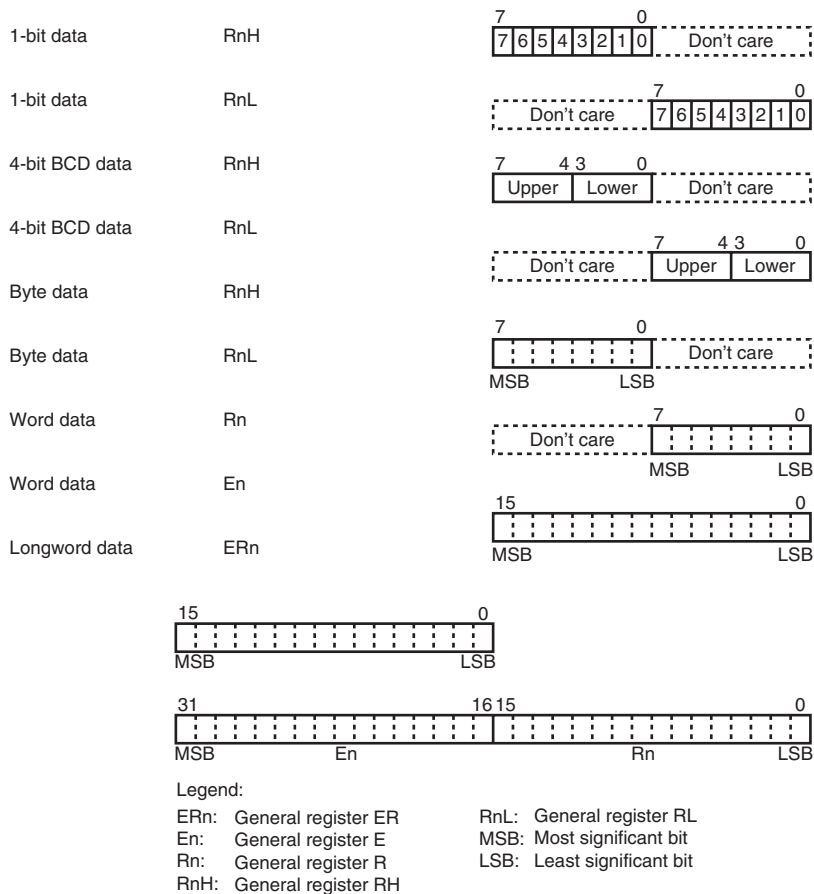 7 0
1-bit data RnH 7 6 5 4 3 2 1 0 Don't care
7 0
1-bit data RnL Don't care 7 6 5 4 3 2 1 0
4-bit BCD data RnH 7 4 3 0
Upper Lower Don't care
4-bit BCD data RnL
7 4 3 0
Don't care Upper Lower
Byte data RnH
7 0
Byte data RnL Don't care
MSB LSB
Word data Rn 7 0
Don't care
MSB LSB
Word data En
15 0
Longword data ERn
MSB LSB
15 0
MSB LSB
31 16 15 0
MSB En Rn LSB
Legend:
ERn: General register ER
En: General register E
Rn: General register R
RnH: General register RH
RnL: General register RL
MSB: Most significant bit
LSB: Least significant bit